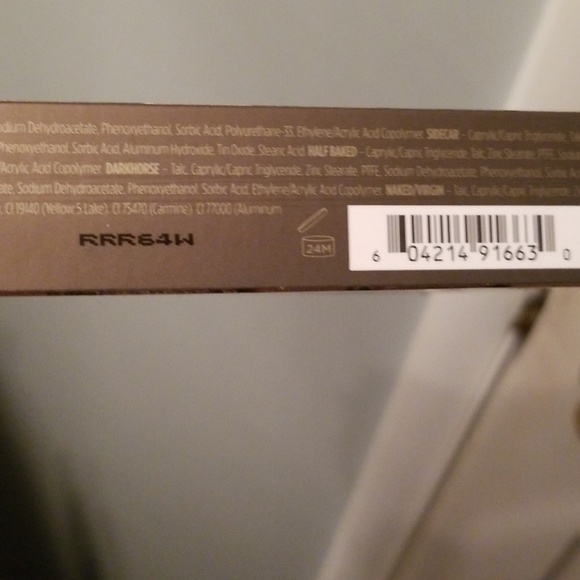 Sodium Dehydroacetate, Phenoxyethanol, Sorbic Acid, Polyurethane-33, Ethylene/Acrylic Acid Copolymer. SIDECAR – Caprylic/Capric Triglyceride,
Phenoxyethanol, Sorbic Acid, Aluminum Hydroxide, Tin Oxide, Stearic Acid. HALF BAKED – Caprylic/Capric Triglyceride, Talc, Zinc Stearate, PTFE, Sodium
/Acrylic Acid Copolymer. DARKHORSE – Talc, Caprylic/Capric Triglyceride, Zinc Stearate, PTFE, Sodium Dehydroacetate, Phenoxyethanol, Sorbic
Sodium Dehydroacetate, Phenoxyethanol, Sorbic Acid, Ethylene/Acrylic Acid Copolymer. NAKED/VIRGIN – Talc, Caprylic/Capric Triglyceride,
CI 19140 (Yellow 5 Lake), CI 75470 (Carmine), CI 77000 (Aluminum
RRR64W
24M
6 04214 91663 0